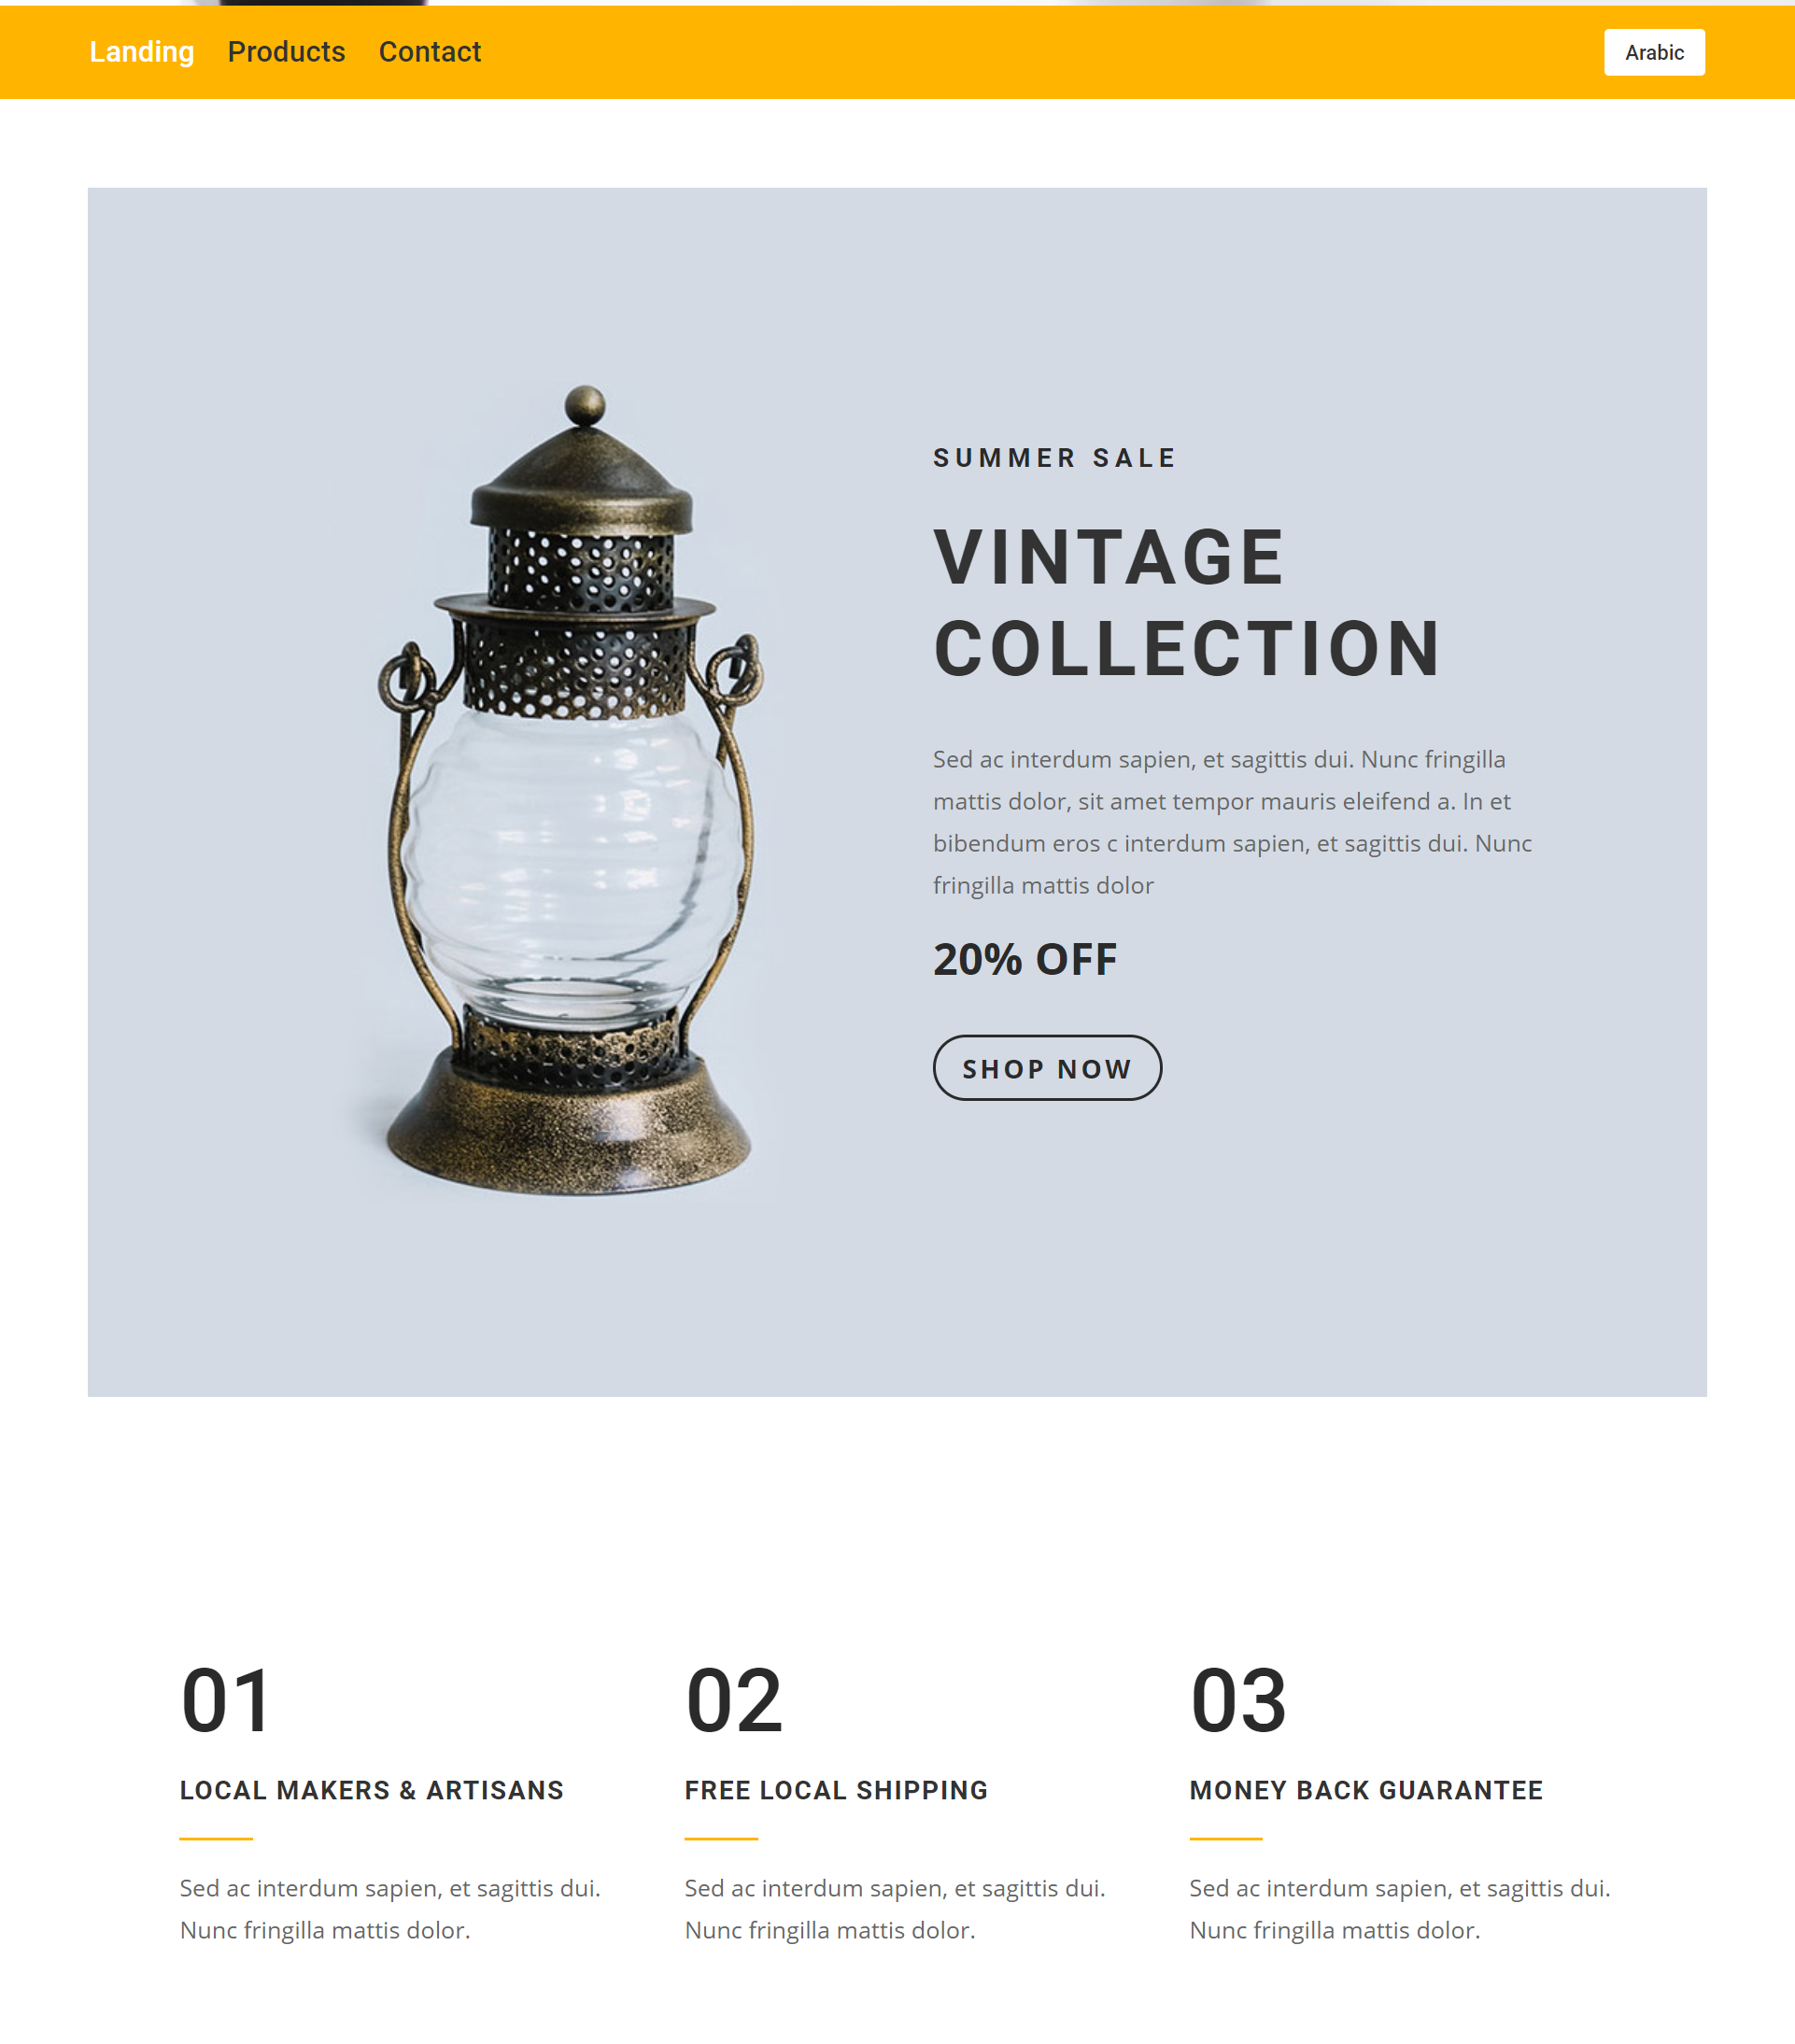 Landing Products Contact Arabic
SUMMER SALE
VINTAGE
COLLECTION
Sed ac interdum sapien, et sagittis dui. Nunc fringilla
mattis dolor, sit amet tempor mauris eleifend a. In et
bibendum eros c interdum sapien, et sagittis dui. Nunc
fringilla mattis dolor
20% OFF
SHOP NOW
01
LOCAL MAKERS & ARTISANS
Sed ac interdum sapien, et sagittis dui.
Nunc fringilla mattis dolor.
02
FREE LOCAL SHIPPING
Sed ac interdum sapien, et sagittis dui.
Nunc fringilla mattis dolor.
03
MONEY BACK GUARANTEE
Sed ac interdum sapien, et sagittis dui.
Nunc fringilla mattis dolor.